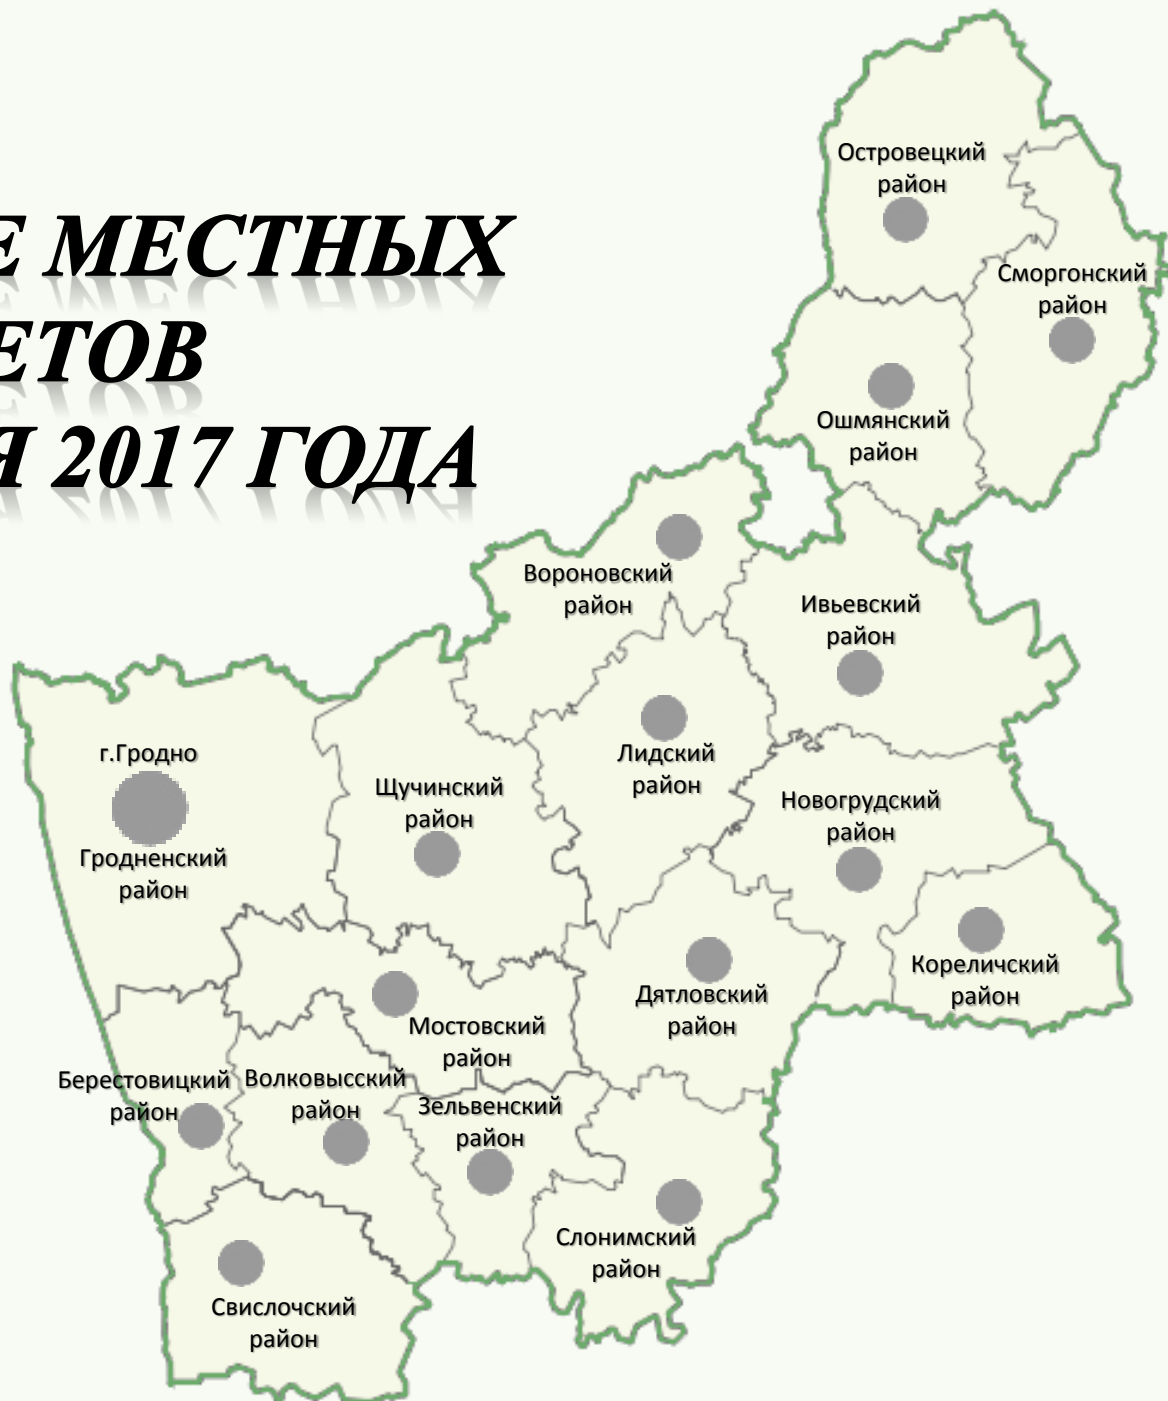 Е МЕСТНЫХ
ЕТОВ
Я 2017 ГОДА
Островецкий
район
Сморгонский
район
Ошмянский
район
Вороновский
район
Ивьевский
район
г.Гродно
Лидский
район
Щучинский
район
Новогрудский
район
Гродненский
район
Кореличский
район
Дятловский
район
Мостовский
район
Берестовицкий
район
Волковысский
район
Зельвенский
район
Слонимский
район
Свислочский
район